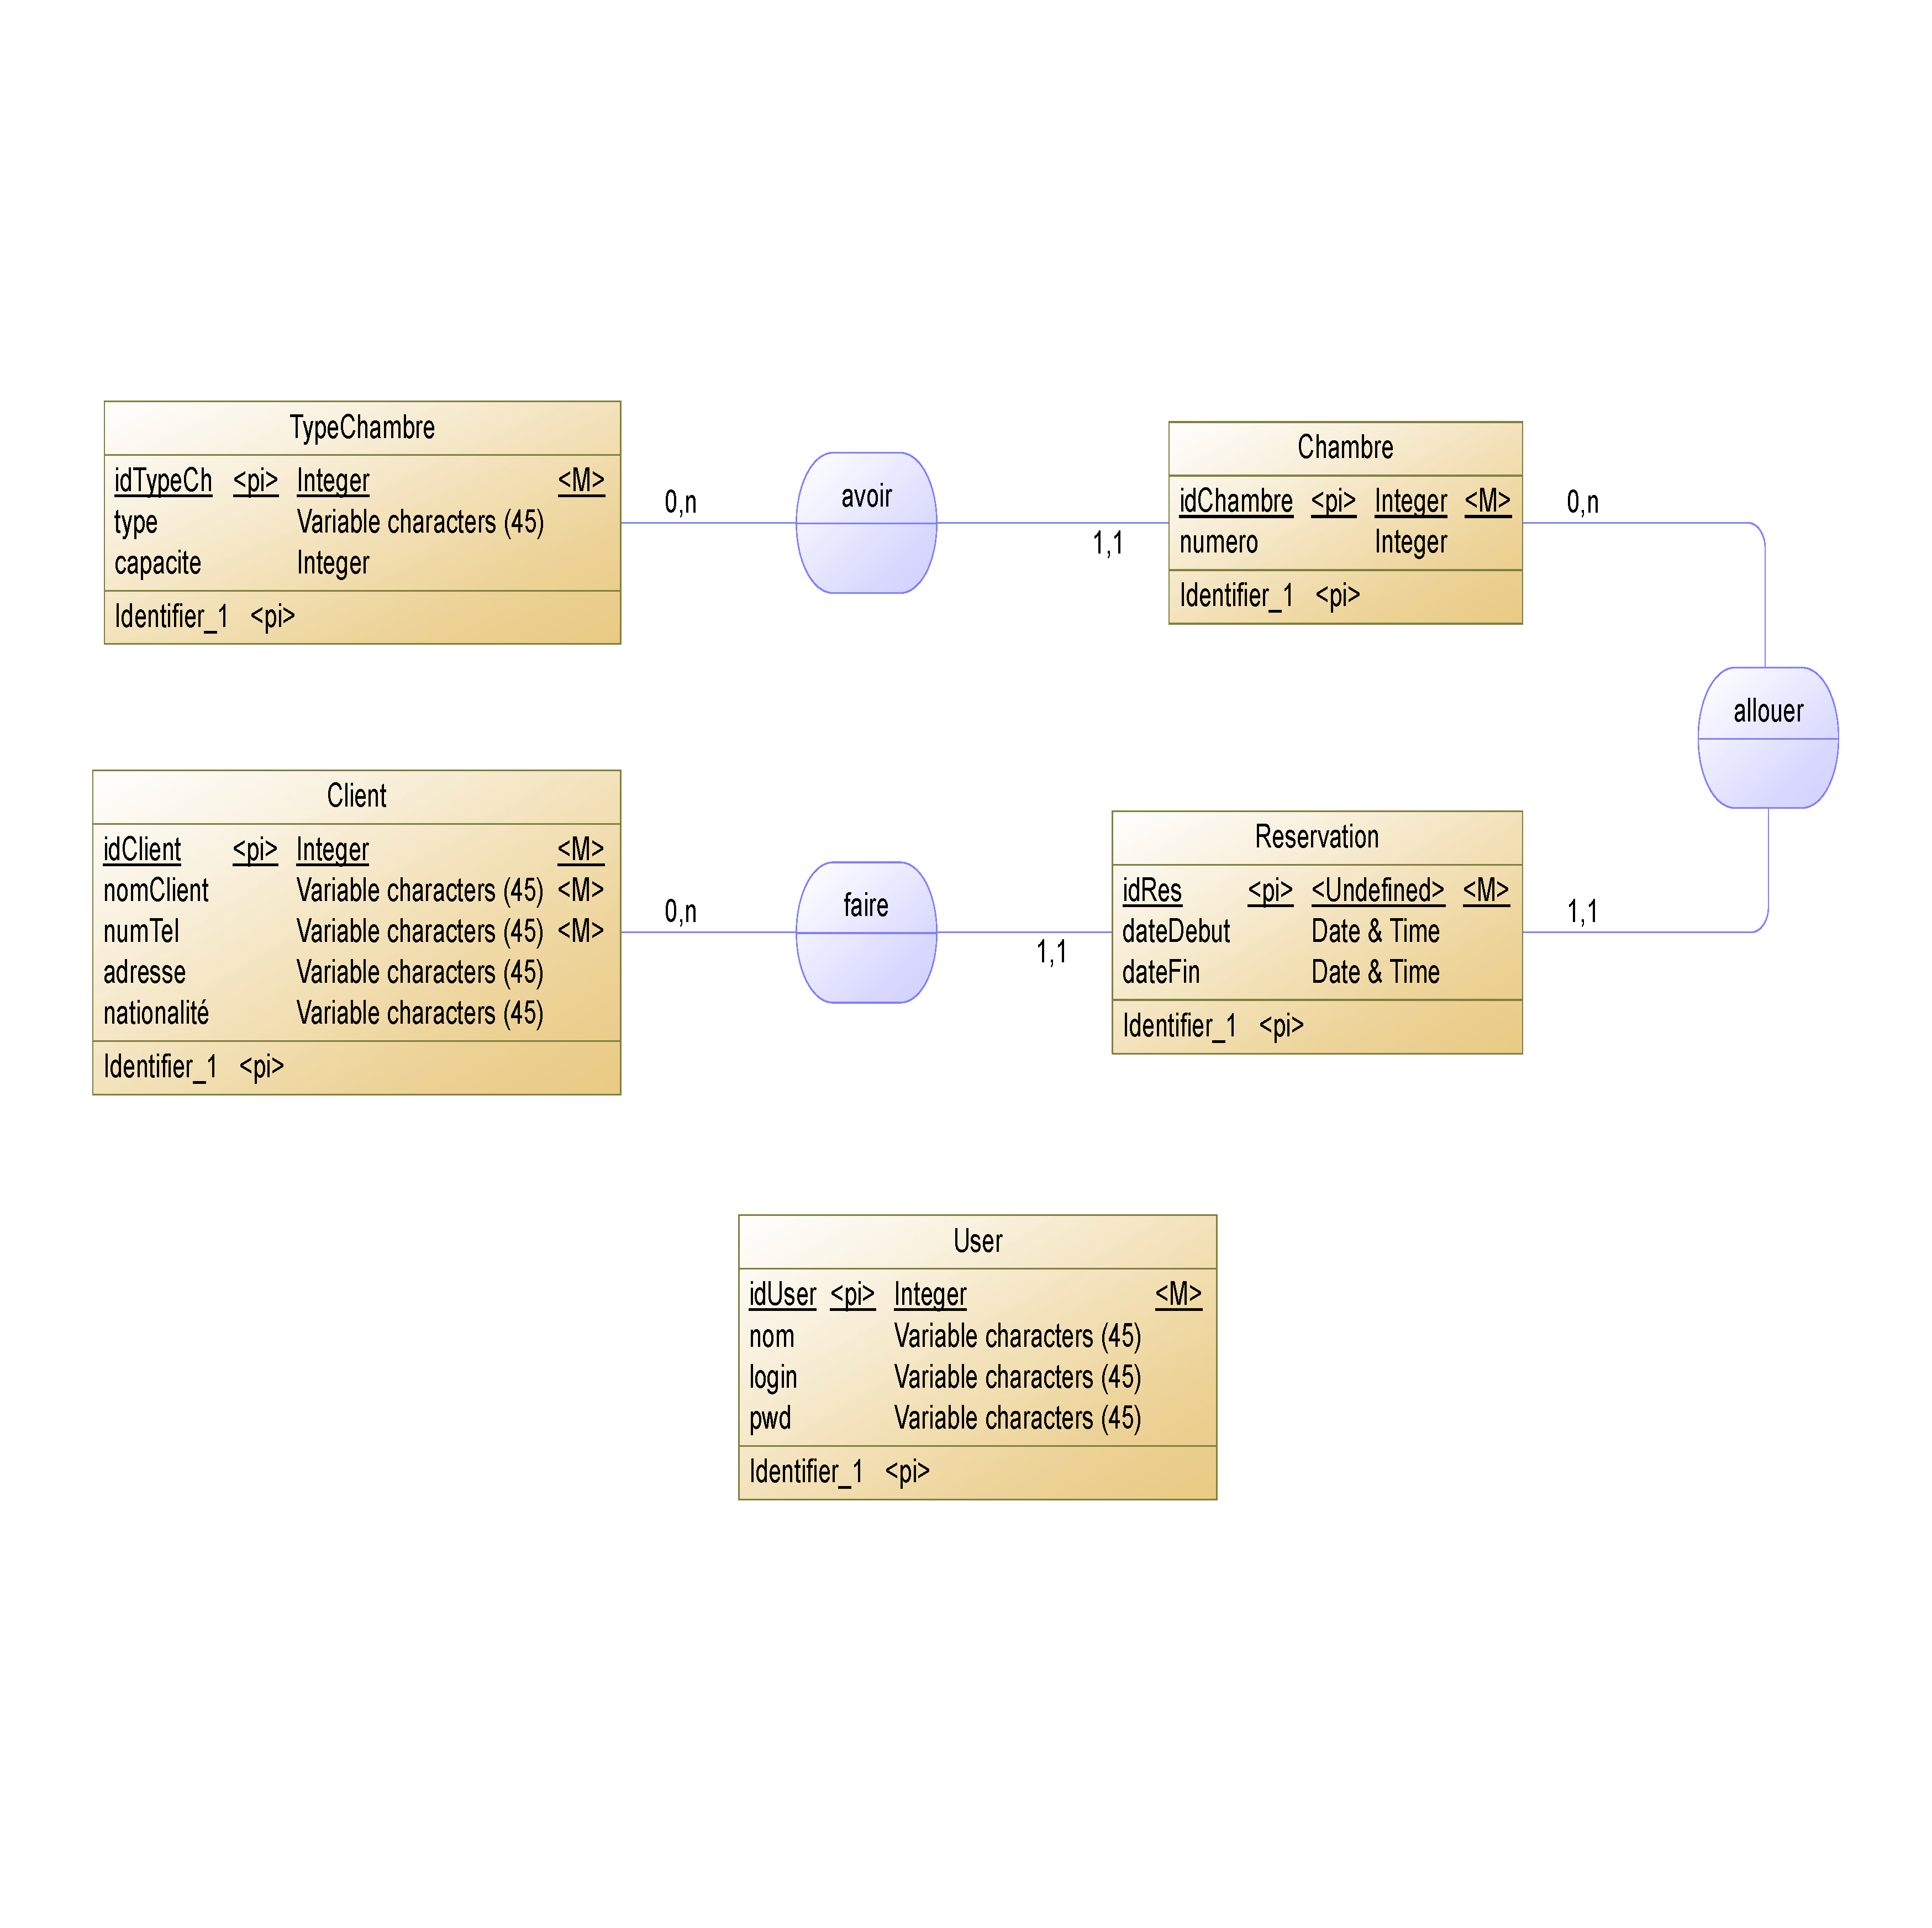 TypeChambre
idTypeCh <pi> Integer <M>
type Variable characters (45)
capacite Integer
Identifier_1 <pi>
0,n
avoir
1,1
Chambre
idChambre <pi> Integer <M>
numero Integer
Identifier_1 <pi>
0,n
allouer
Client
idClient <pi> Integer <M>
nomClient Variable characters (45) <M>
numTel Variable characters (45) <M>
adresse Variable characters (45)
nationalité Variable characters (45)
Identifier_1 <pi>
0,n
faire
1,1
Reservation
idRes <pi> <Undefined> <M>
dateDebut Date & Time
dateFin Date & Time
Identifier_1 <pi>
1,1
User
idUser <pi> Integer <M>
nom Variable characters (45)
login Variable characters (45)
pwd Variable characters (45)
Identifier_1 <pi>